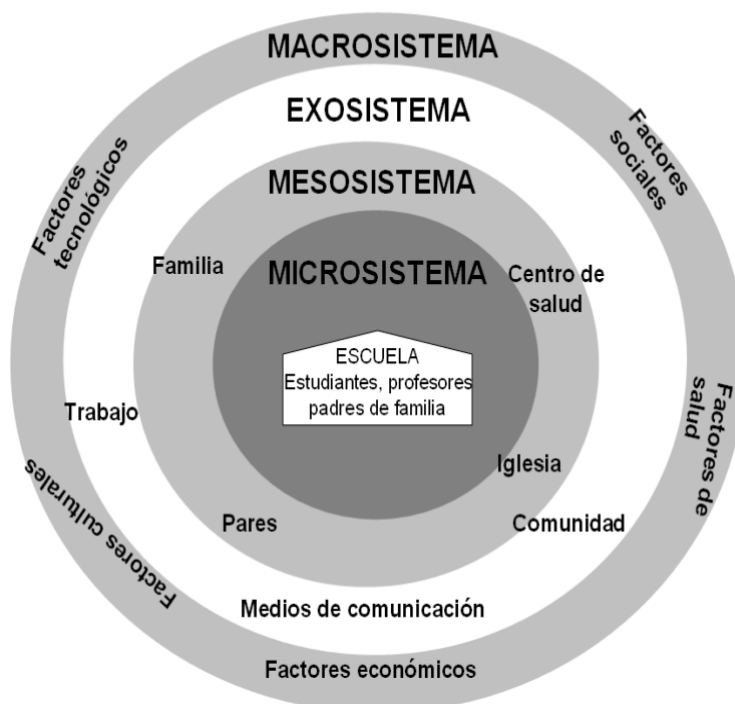 MACROSISTEMA
EXOSISTEMA
Factores
sociales
Factores
tecnológicos
MESOSISTEMA
Familia
MICROSISTEMA
Centro de
salud
ESCUELA
Estudiantes, profesores
padres de familia
Trabajo
Factores de
salud
Iglesia
Pares
Comunidad
Factores culturales
Medios de comunicación
Factores económicos